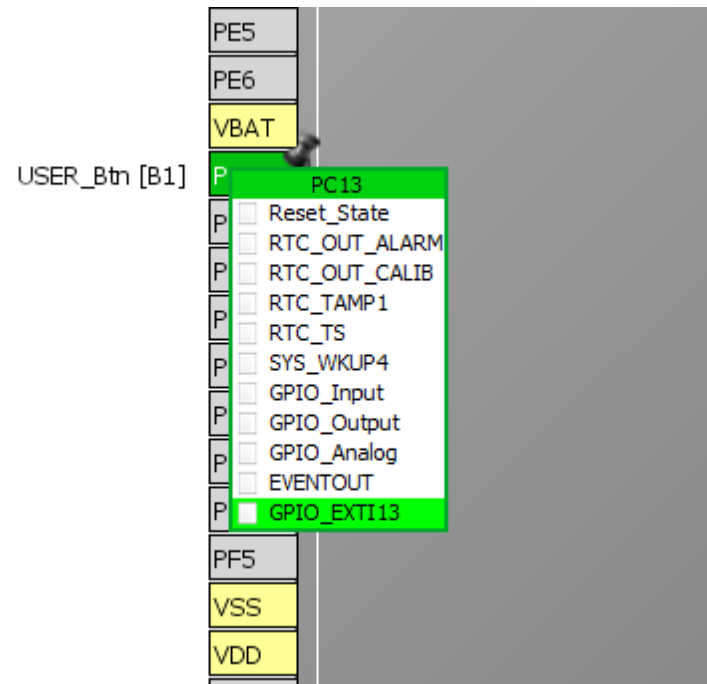 PE5
PE6
VBAT
USER_Btn [B1]
P
PC13
Reset_State
P
RTC_OUT_ALARM
P
RTC_OUT_CALIB
RTC_TAMP1
P
RTC_TS
P
SYS_WKUP4
GPIO_Input
P
GPIO_Output
P
GPIO_Analog
EVENTOUT
P
GPIO_EXTI13
PF5
VSS
VDD